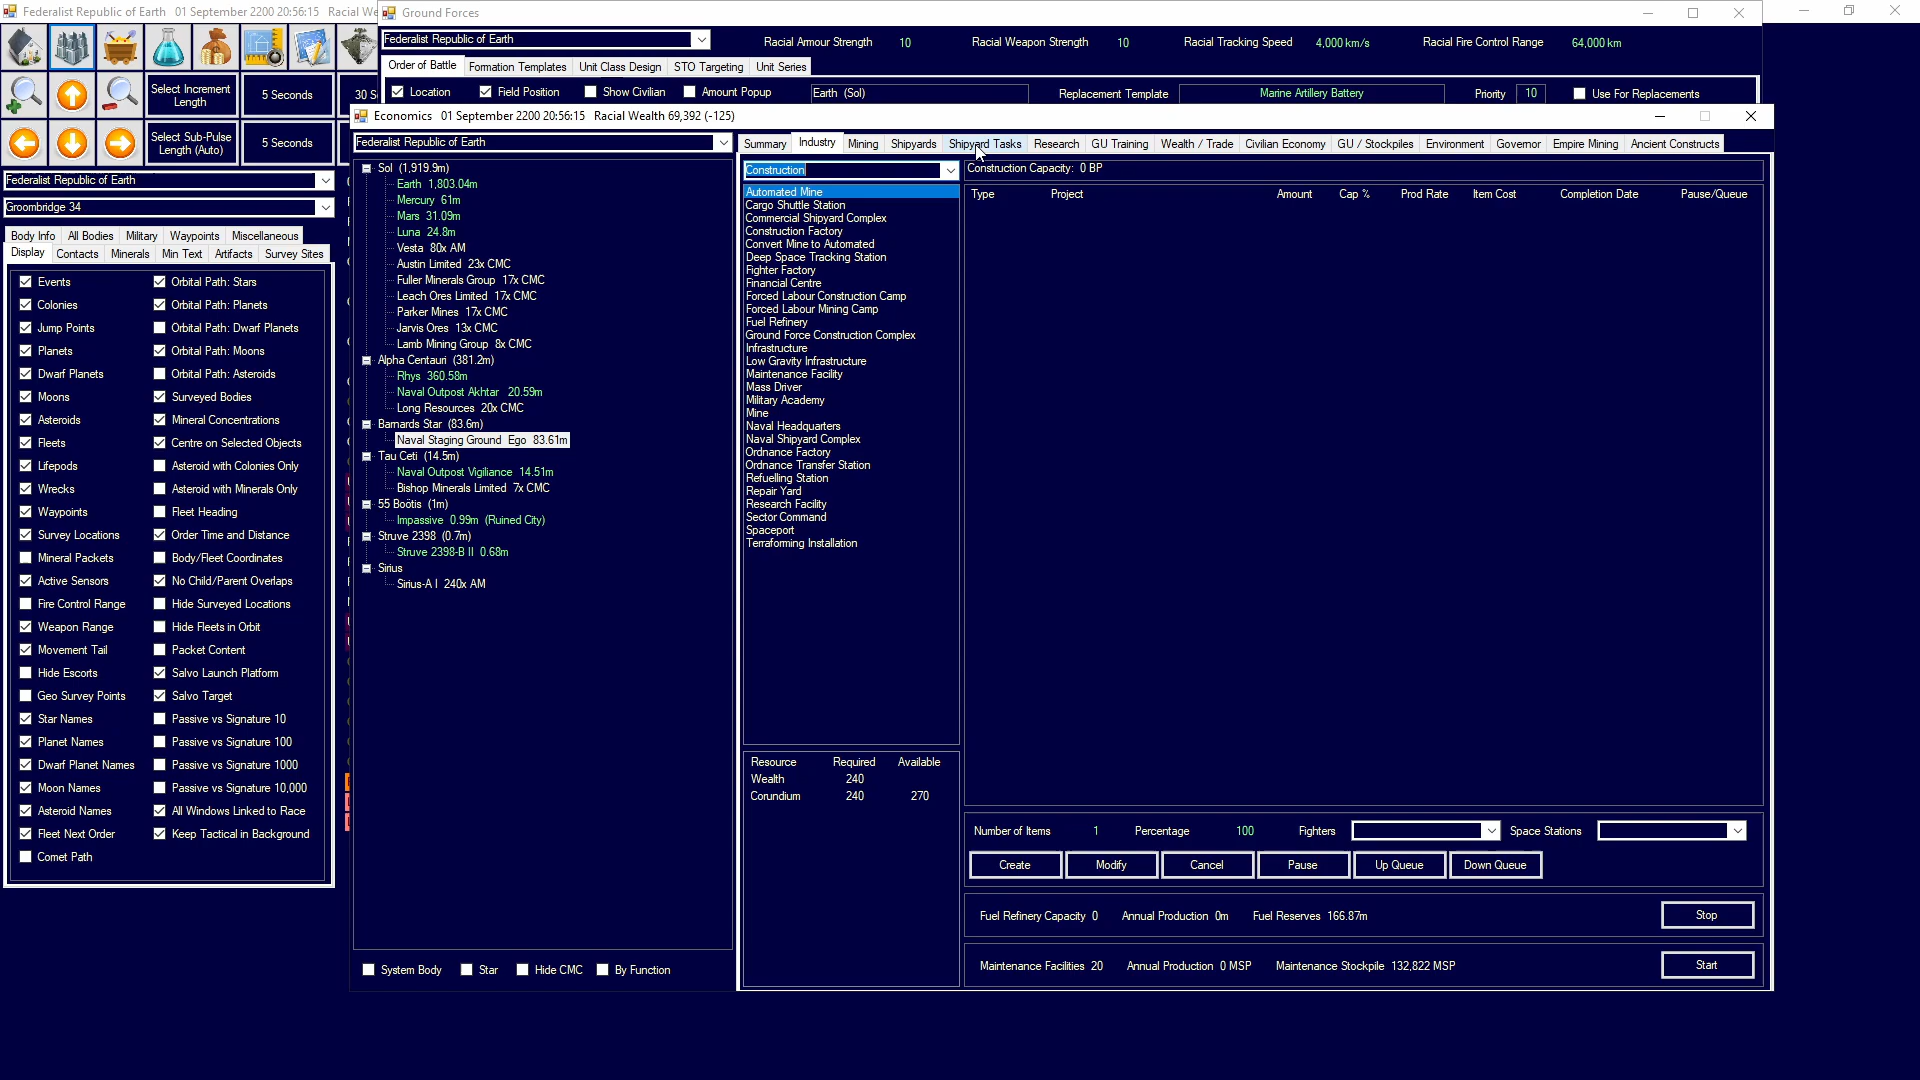 Federalist Republic of Earth 01 September 2200 20:56:15 Racial We
Ground Forces
Federalist Republic of Earth
Racial Armour Strength 10
Racial Weapon Strength 10
Racial Tracking Speed 4,000 km/s
Racial Fire Control Range 64,000 km
Order of Battle
Formation Templates
Unit Class Design
STO Targeting
Unit Series
Location
Field Position
Show Civilian
Amount Popup
Earth (Sol)
Replacement Template
Marine Artillery Battery
Priority 10
Use For Replacements
Select Increment Length
5 Seconds
30 S
Select Sub-Pulse Length (Auto)
5 Seconds
Federalist Republic of Earth
Groombridge 34
Body Info
All Bodies
Military
Waypoints
Miscellaneous
Display
Contacts
Minerals
Min Text
Artifacts
Survey Sites
Events
Orbital Path: Stars
Colonies
Orbital Path: Planets
Jump Points
Orbital Path: Dwarf Planets
Planets
Orbital Path: Moons
Dwarf Planets
Orbital Path: Asteroids
Moons
Surveyed Bodies
Asteroids
Mineral Concentrations
Fleets
Centre on Selected Objects
Lifepods
Asteroid with Colonies Only
Wrecks
Asteroid with Minerals Only
Waypoints
Fleet Heading
Survey Locations
Order Time and Distance
Mineral Packets
Body/Fleet Coordinates
Active Sensors
No Child/Parent Overlaps
Fire Control Range
Hide Surveyed Locations
Weapon Range
Hide Fleets in Orbit
Movement Tail
Packet Content
Hide Escorts
Salvo Launch Platform
Geo Survey Points
Salvo Target
Star Names
Passive vs Signature 10
Planet Names
Passive vs Signature 100
Dwarf Planet Names
Passive vs Signature 1000
Moon Names
Passive vs Signature 10,000
Asteroid Names
All Windows Linked to Race
Fleet Next Order
Keep Tactical in Background
Comet Path
Economics 01 September 2200 20:56:15 Racial Wealth 69,392 (-125)
Federalist Republic of Earth
Sol (1,919.9m)
Earth 1,803.04m
Mercury 61m
Mars 31.09m
Luna 24.8m
Vesta 80x AM
Austin Limited 23x CMC
Fuller Minerals Group 17x CMC
Leach Ores Limited 17x CMC
Parker Mines 17x CMC
Jarvis Ores 13x CMC
Lamb Mining Group 8x CMC
Alpha Centauri (381.2m)
Rhys 360.58m
Naval Outpost Akhtar 20.59m
Long Resources 20x CMC
Barnards Star (83.6m)
Naval Staging Ground Ego 83.61m
Tau Ceti (14.5m)
Naval Outpost Vigiliance 14.51m
Bishop Minerals Limited 7x CMC
55 Boötis (1m)
Impassive 0.99m (Ruined City)
Struve 2398 (0.7m)
Struve 2398-B II 0.68m
Sirius
Sirius-A I 240x AM
System Body
Star
Hide CMC
By Function
Summary
Industry
Mining
Shipyards
Shipyard Tasks
Research
GU Training
Wealth / Trade
Civilian Economy
GU / Stockpiles
Environment
Governor
Empire Mining
Ancient Constructs
Construction
Automated Mine
Cargo Shuttle Station
Commercial Shipyard Complex
Construction Factory
Convert Mine to Automated
Deep Space Tracking Station
Fighter Factory
Financial Centre
Forced Labour Construction Camp
Forced Labour Mining Camp
Fuel Refinery
Ground Force Construction Complex
Infrastructure
Low Gravity Infrastructure
Maintenance Facility
Mass Driver
Military Academy
Mine
Naval Headquarters
Naval Shipyard Complex
Ordnance Factory
Ordnance Transfer Station
Refuelling Station
Repair Yard
Research Facility
Sector Command
Spaceport
Terraforming Installation
Resource Required Available
Wealth 240
Corundium 240 270
Construction Capacity: 0 BP
Type Project Amount Cap % Prod Rate Item Cost Completion Date Pause/Queue
Number of Items 1 Percentage 100 Fighters Space Stations
Create
Modify
Cancel
Pause
Up Queue
Down Queue
Fuel Refinery Capacity 0 Annual Production 0m Fuel Reserves 166.87m
Stop
Maintenance Facilities 20 Annual Production 0 MSP Maintenance Stockpile 132,822 MSP
Start